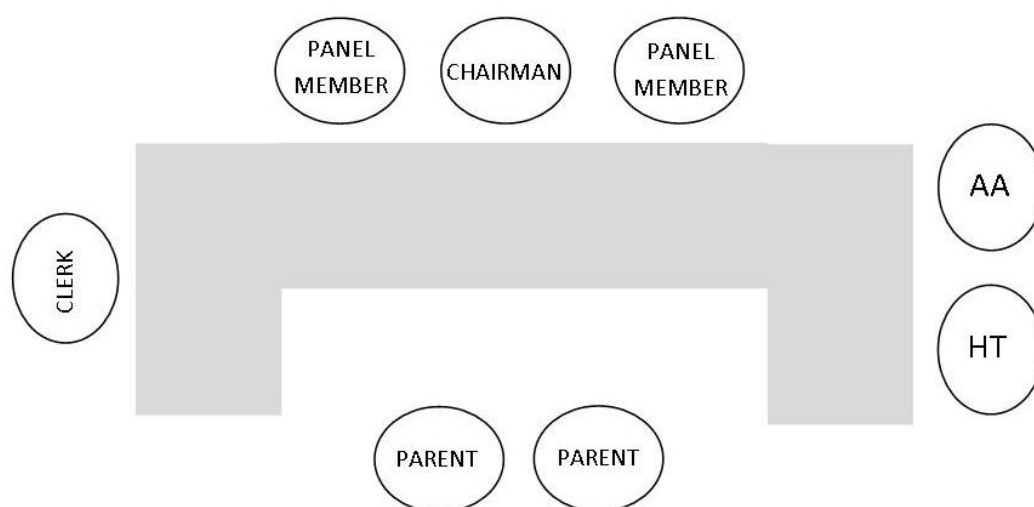 PANEL
MEMBER
CHAIRMAN
PANEL
MEMBER
AA
CLERK
HT
PARENT
PARENT